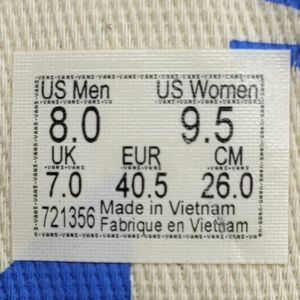 US Men US Women
8.0 9.5
UK EUR CM
7.0 40.5 26.0
721356 Made in Vietnam
Fabrique en Vietnam